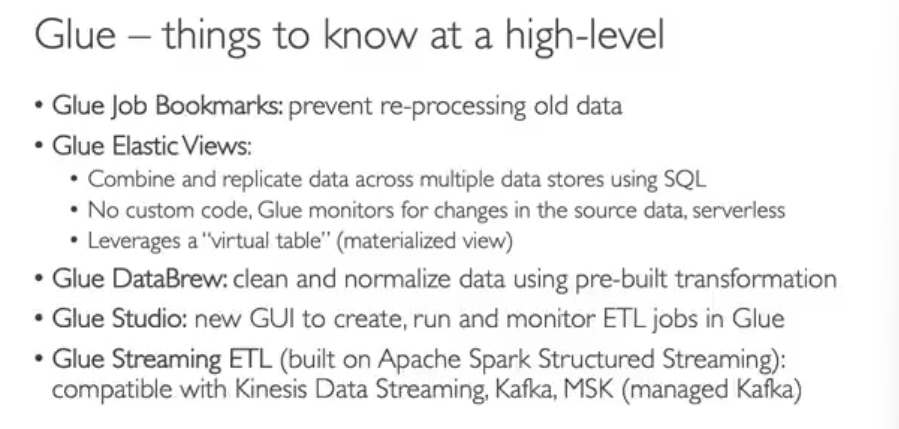 Glue – things to know at a high-level
• Glue Job Bookmarks: prevent re-processing old data
• Glue Elastic Views:
• Combine and replicate data across multiple data stores using SQL
• No custom code, Glue monitors for changes in the source data, serverless
• Leverages a “virtual table” (materialized view)
• Glue DataBrew: clean and normalize data using pre-built transformation
• Glue Studio: new GUI to create, run and monitor ETL jobs in Glue
• Glue Streaming ETL (built on Apache Spark Structured Streaming):
compatible with Kinesis Data Streaming, Kafka, MSK (managed Kafka)